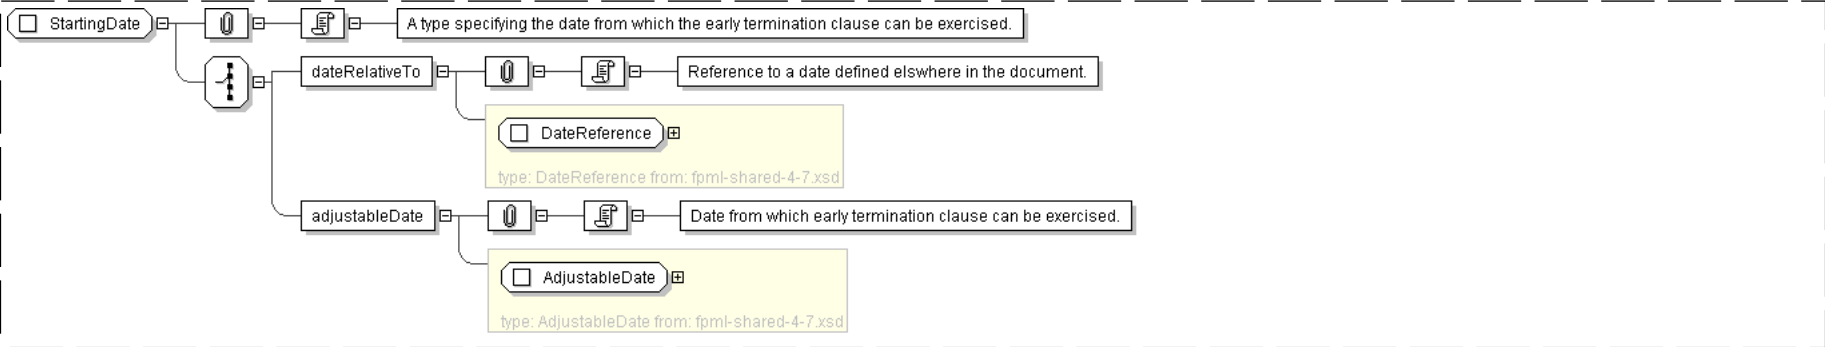 StartingDate
A type specifying the date from which the early termination clause can be exercised.
dateRelativeTo
Reference to a date defined elswhere in the document.
DateReference
type: DateReference from: fpml-shared-4-7.xsd
adjustableDate
Date from which early termination clause can be exercised.
AdjustableDate
type: AdjustableDate from: fpml-shared-4-7.xsd